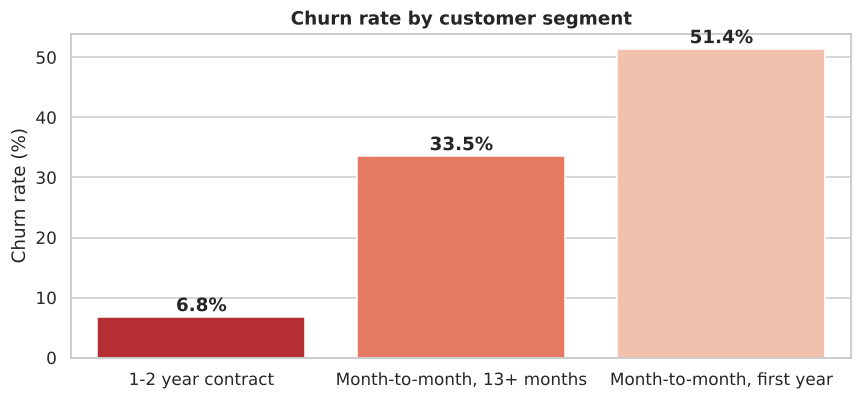 Churn rate by customer segment
Churn rate (%)
50
40
30
20
10
0
6.8%
33.5%
51.4%
1-2 year contract
Month-to-month, 13+ months
Month-to-month, first year